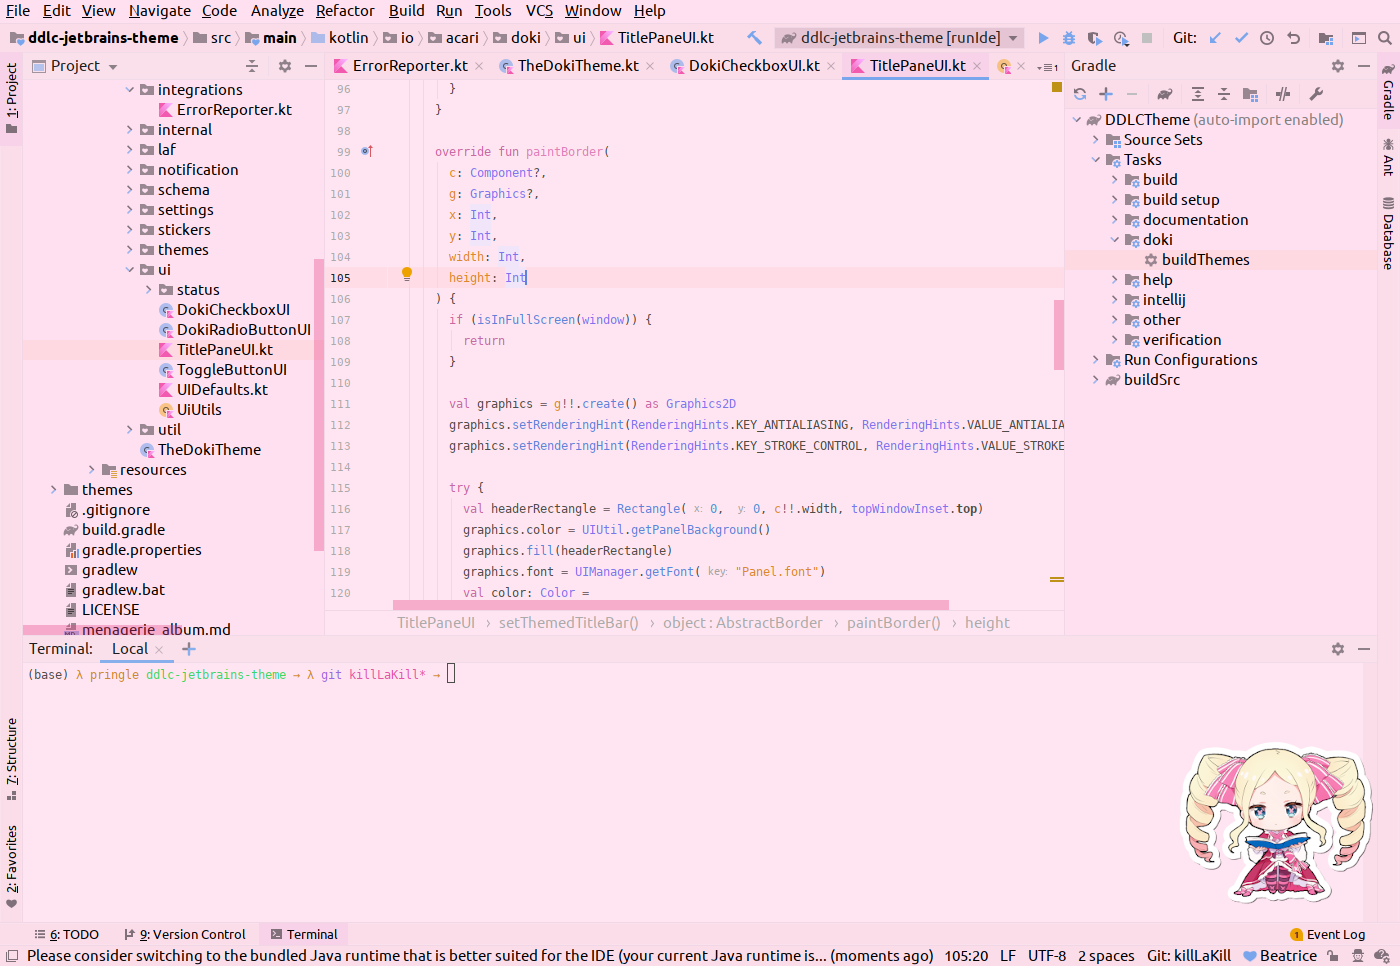 File Edit View Navigate Code Analyze Refactor Build Run Tools VCS Window Help
ddlc-jetbrains-theme src main kotlin io acari doki ui TitlePaneUI.kt ddlc-jetbrains-theme [runIde] Git:
1: Project
Project
integrations
ErrorReporter.kt
internal
laf
notification
schema
settings
stickers
themes
ui
status
DokiCheckboxUI
DokiRadioButtonUI
TitlePaneUI.kt
ToggleButtonUI
UIDefaults.kt
UiUtils
util
TheDokiTheme
resources
themes
.gitignore
build.gradle
gradle.properties
gradlew
gradlew.bat
LICENSE
menagerie_album.md
ErrorReporter.kt TheDokiTheme.kt DokiCheckboxUI.kt TitlePaneUI.kt 1
96 }
97 }
98
99 override fun paintBorder(
100 c: Component?,
101 g: Graphics?,
102 x: Int,
103 y: Int,
104 width: Int,
105 height: Int
106 ) {
107 if (isInFullScreen(window)) {
108 return
109 }
110
111 val graphics = g!!.create() as Graphics2D
112 graphics.setRenderingHint(RenderingHints.KEY_ANTIALIASING, RenderingHints.VALUE_ANTIALIA
113 graphics.setRenderingHint(RenderingHints.KEY_STROKE_CONTROL, RenderingHints.VALUE_STROKE
114
115 try {
116 val headerRectangle = Rectangle( x: 0, y: 0, c!!.width, topWindowInset.top)
117 graphics.color = UIUtil.getPanelBackground()
118 graphics.fill(headerRectangle)
119 graphics.font = UIManager.getFont( key: "Panel.font")
120 val color: Color =
TitlePaneUI › setThemedTitleBar() › object : AbstractBorder › paintBorder() › height
Gradle
DDLCTheme (auto-import enabled)
Source Sets
Tasks
build
build setup
documentation
doki
buildThemes
help
intellij
other
verification
Run Configurations
buildSrc
Gradle
Ant
Database
Terminal: Local
(base) λ pringle ddlc-jetbrains-theme → λ git killLaKill* →
7: Structure
2: Favorites
6: TODO 9: Version Control Terminal 1 Event Log
Please consider switching to the bundled Java runtime that is better suited for the IDE (your current Java runtime is... (moments ago) 105:20 LF UTF-8 2 spaces Git: killLaKill Beatrice